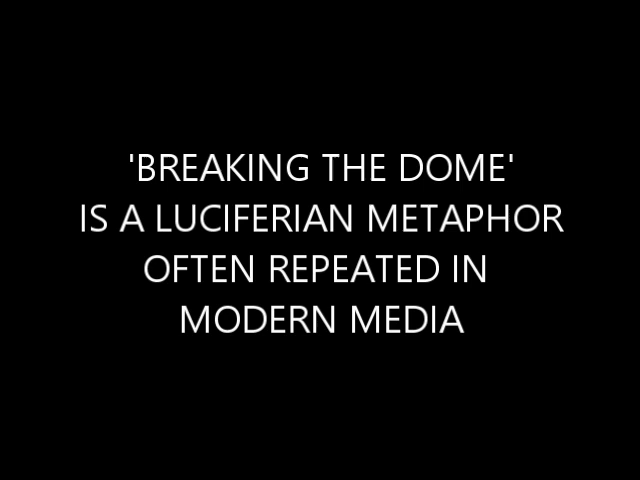 'BREAKING THE DOME'
IS A LUCIFERIAN METAPHOR
OFTEN REPEATED IN
MODERN MEDIA